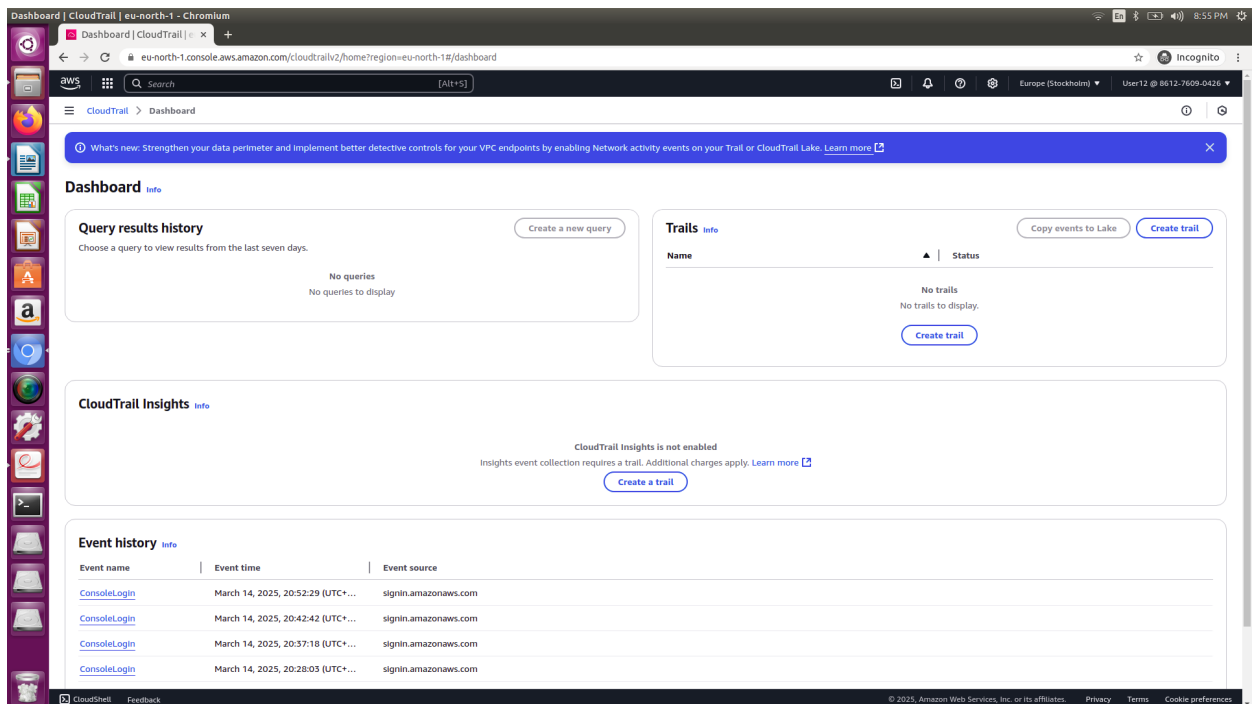 Dashboard | CloudTrail | eu-north-1 - Chromium
En
8:55 PM
Dashboard | CloudTrail | e
eu-north-1.console.aws.amazon.com/cloudtrailv2/home?region=eu-north-1#/dashboard
Incognito
aws
Search
[Alt+S]
Europe (Stockholm)
User12 @ 8612-7609-0426
CloudTrail > Dashboard
What's new: Strengthen your data perimeter and implement better detective controls for your VPC endpoints by enabling Network activity events on your Trail or CloudTrail Lake. Learn more
Dashboard Info
Query results history
Create a new query
Choose a query to view results from the last seven days.
No queries
No queries to display
Trails Info
Copy events to Lake
Create trail
Name
Status
No trails
No trails to display.
Create trail
CloudTrail Insights Info
CloudTrail Insights is not enabled
Insights event collection requires a trail. Additional charges apply. Learn more
Create a trail
Event history Info
Event name Event time Event source
ConsoleLogin March 14, 2025, 20:52:29 (UTC+... signin.amazonaws.com
ConsoleLogin March 14, 2025, 20:42:42 (UTC+... signin.amazonaws.com
ConsoleLogin March 14, 2025, 20:37:18 (UTC+... signin.amazonaws.com
ConsoleLogin March 14, 2025, 20:28:03 (UTC+... signin.amazonaws.com
CloudShell Feedback
© 2025, Amazon Web Services, Inc. or its affiliates. Privacy Terms Cookie preferences